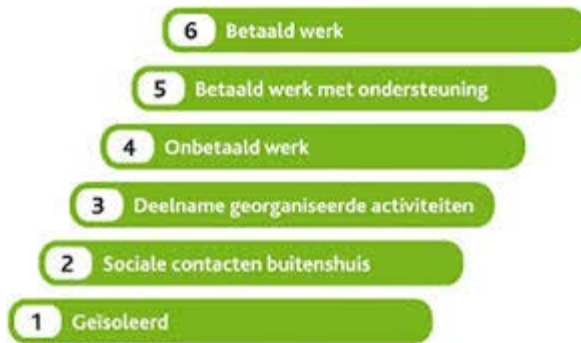 6 Betaald werk
5 Betaald werk met ondersteuning
4 Onbetaald werk
3 Deelname georganiseerde activiteiten
2 Sociale contacten buitenshuis
1 Geïsoleerd